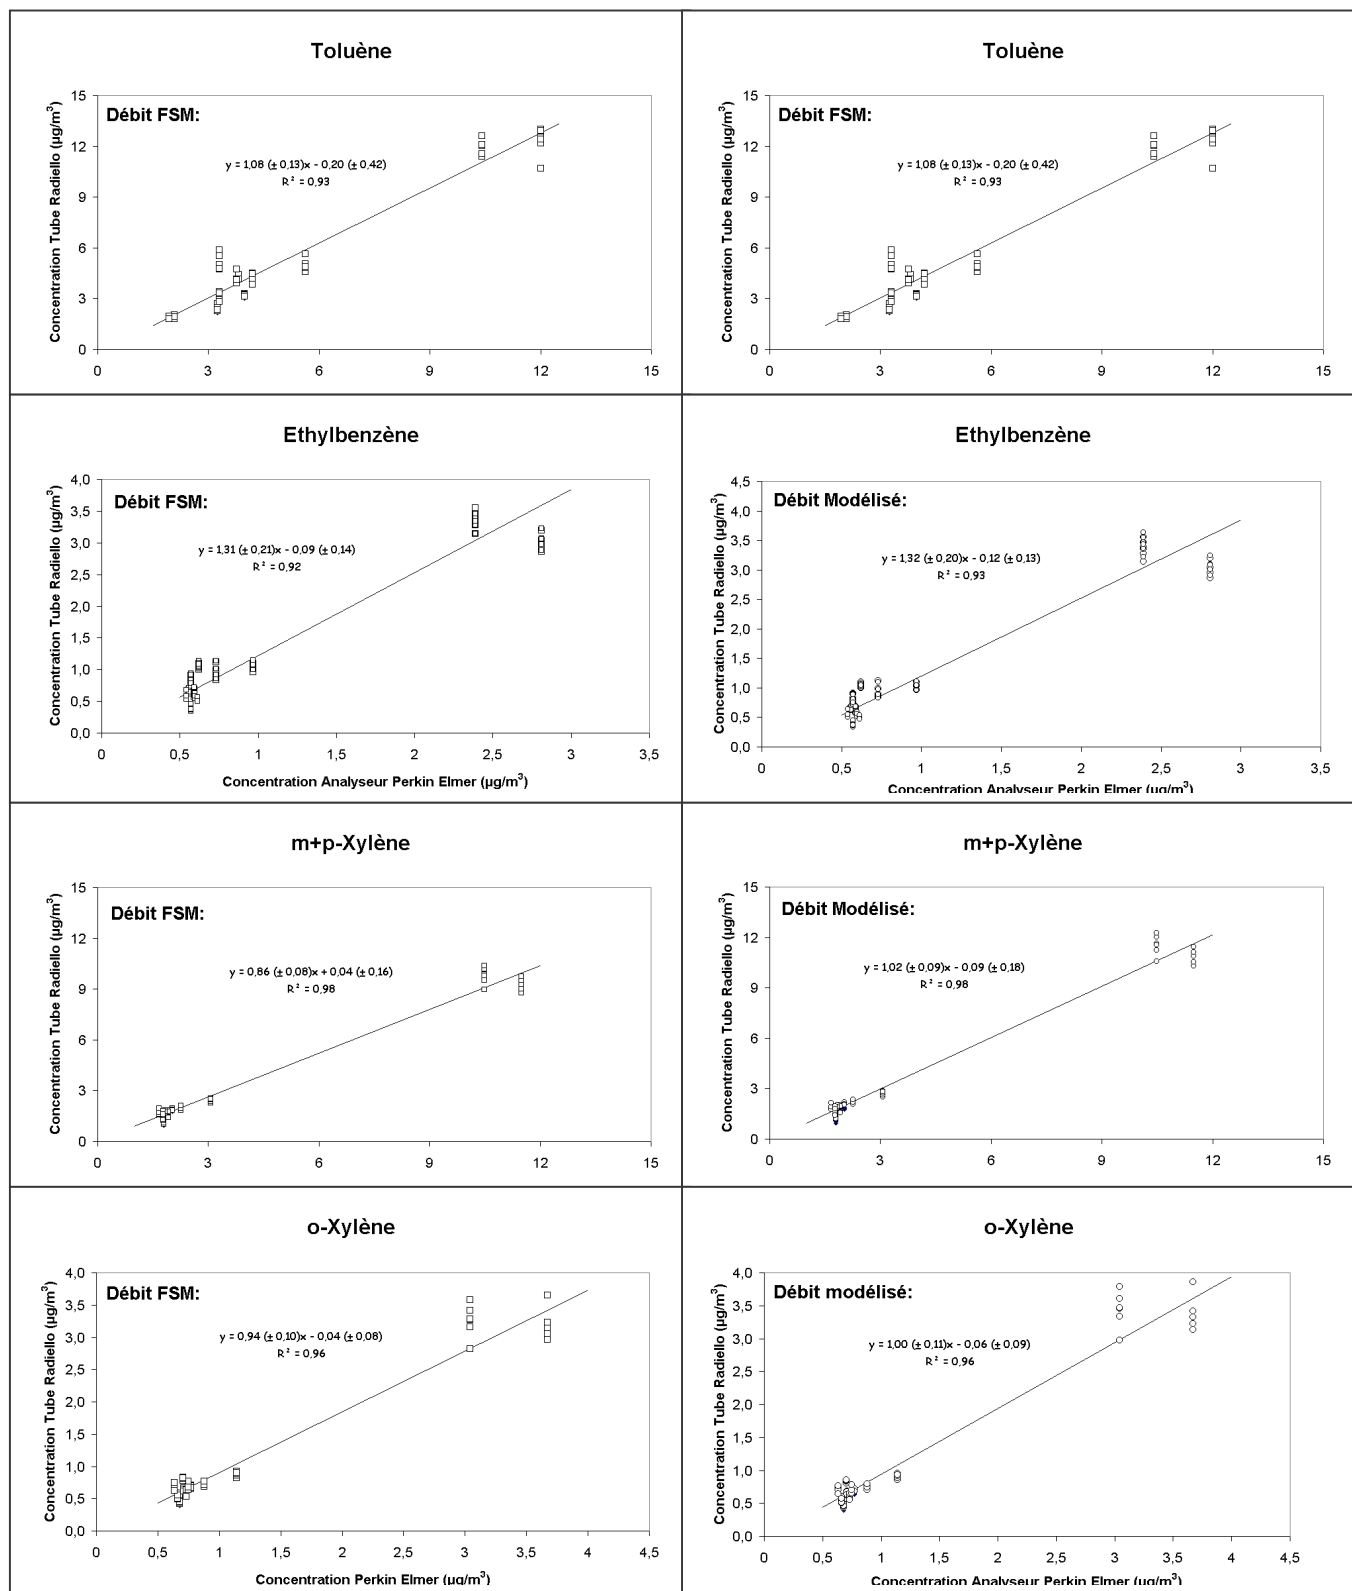 Toluène
Débit FSM:
y = 1,08 (± 0,13)x - 0,20 (± 0,42)
R² = 0,93
Concentration Tube Radiello (µg/m³)
15
12
9
6
3
0
0 3 6 9 12 15
Toluène
Débit FSM:
y = 1,08 (± 0,13)x - 0,20 (± 0,42)
R² = 0,93
Concentration Tube Radiello (µg/m³)
15
12
9
6
3
0
0 3 6 9 12 15
Ethylbenzène
Débit FSM:
y = 1,31 (± 0,21)x - 0,09 (± 0,14)
R² = 0,92
Concentration Tube Radiello (µg/m³)
4,0
3,5
3,0
2,5
2,0
1,5
1,0
0,5
0,0
0 0,5 1 1,5 2 2,5 3 3,5
Concentration Analyseur Perkin Elmer (µg/m³)
Ethylbenzène
Débit Modélisé:
y = 1,32 (± 0,20)x - 0,12 (± 0,13)
R² = 0,93
Concentration Tube Radiello (µg/m³)
4,5
4,0
3,5
3,0
2,5
2,0
1,5
1,0
0,5
0,0
0 0,5 1 1,5 2 2,5 3 3,5
Concentration Analyseur Perkin Elmer (µg/m³)
m+p-Xylène
Débit FSM:
y = 0,86 (± 0,08)x + 0,04 (± 0,16)
R² = 0,98
Concentration Tube Radiello (µg/m³)
15
12
9
6
3
0
0 3 6 9 12 15
m+p-Xylène
Débit Modélisé:
y = 1,02 (± 0,09)x - 0,09 (± 0,18)
R² = 0,98
Concentration Tube Radiello (µg/m³)
15
12
9
6
3
0
0 3 6 9 12 15
o-Xylène
Débit FSM:
y = 0,94 (± 0,10)x - 0,04 (± 0,08)
R² = 0,96
Concentration Tube Radiello (µg/m³)
4,0
3,5
3,0
2,5
2,0
1,5
1,0
0,5
0,0
0 0,5 1 1,5 2 2,5 3 3,5 4 4,5
Concentration Perkin Elmer (µg/m³)
o-Xylène
Débit modélisé:
y = 1,00 (± 0,11)x - 0,06 (± 0,09)
R² = 0,96
Concentration Tube Radiello (µg/m³)
4,0
3,5
3,0
2,5
2,0
1,5
1,0
0,5
0,0
0 0,5 1 1,5 2 2,5 3 3,5 4 4,5
Concentration Analyseur Perkin Elmer (µg/m³)